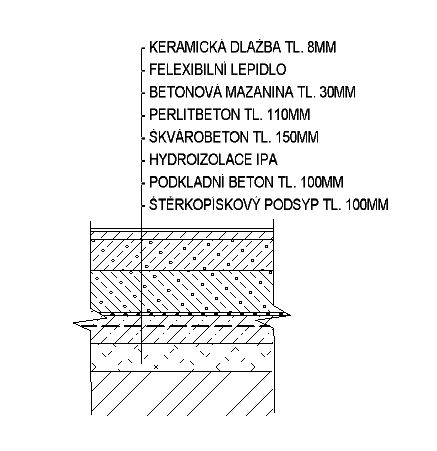 KERAMICKÁ DLAŽBA TL. 8MM
FELEXIBILNÍ LEPIDLO
BETONOVÁ MAZANINA TL. 30MM
PERLITBETON TL. 110MM
ŠKVÁROBETON TL. 150MM
HYDROIZOLACE IPA
PODKLADNÍ BETON TL. 100MM
ŠTĚRKOPÍSKOVÝ PODSYP TL. 100MM